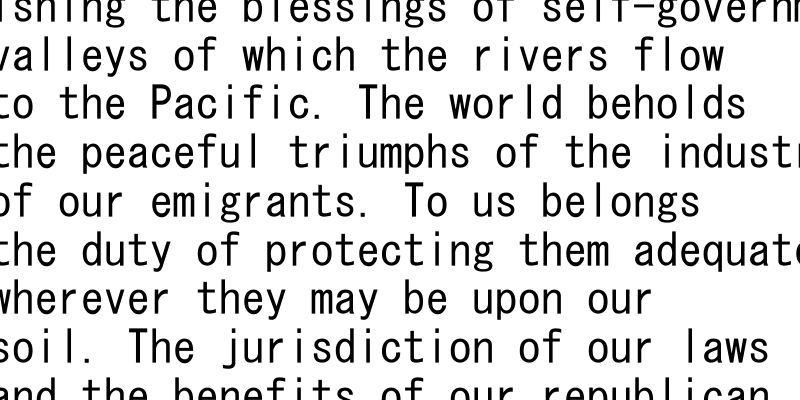 ishing the blessings of self-governm
valleys of which the rivers flow
to the Pacific. The world beholds
the peaceful triumphs of the industr
of our emigrants. To us belongs
the duty of protecting them adequate
wherever they may be upon our
soil. The jurisdiction of our laws
and the benefits of our republican